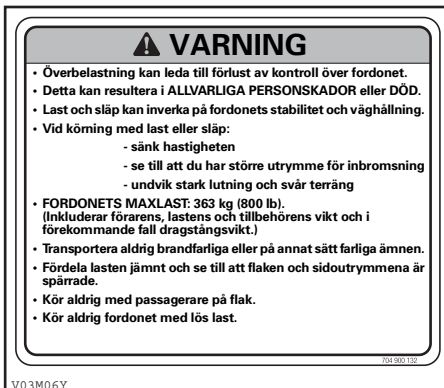 VARNING
• Överbelastning kan leda till förlust av kontroll över fordonet.
• Detta kan resultera i ALLVARLIGA PERSONSKADOR eller DÖD.
• Last och släp kan inverka på fordonets stabilitet och väghållning.
• Vid körning med last eller släp:
- sänk hastigheten
- se till att du har större utrymme för inbromsning
- undvik stark lutning och svår terräng
• FORDONETS MAXLAST: 363 kg (800 lb).
(Inkluderar förarens, lastens och tillbehörens vikt och i
förekommande fall dragstångsvikt.)
• Transportera aldrig brandfarliga eller på annat sätt farliga ämnen.
• Fördela lasten jämnt och se till att flaken och sidoutrymmena är
spärrade.
• Kör aldrig med passagerare på flak.
• Kör aldrig fordonet med lös last.
704 900 132
V03M06Y